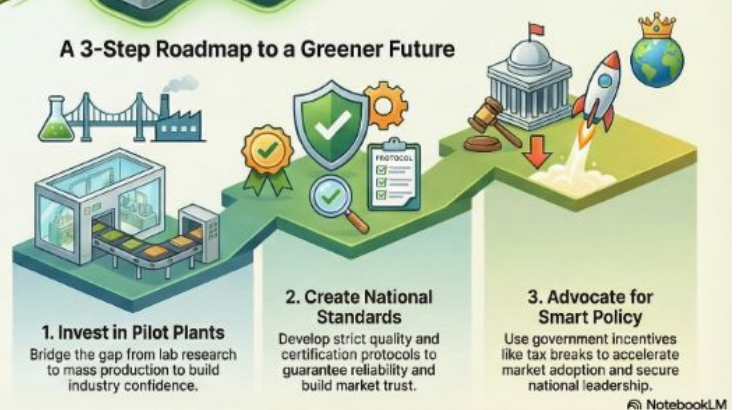 A 3-Step Roadmap to a Greener Future
PROTOCOL
1. Invest in Pilot Plants
Bridge the gap from lab research
to mass production to build
industry confidence.
2. Create National
Standards
Develop strict quality and
certification protocols to
guarantee reliability and
build market trust.
3. Advocate for
Smart Policy
Use government incentives
like tax breaks to accelerate
market adoption and secure
national leadership.
NotebookLM